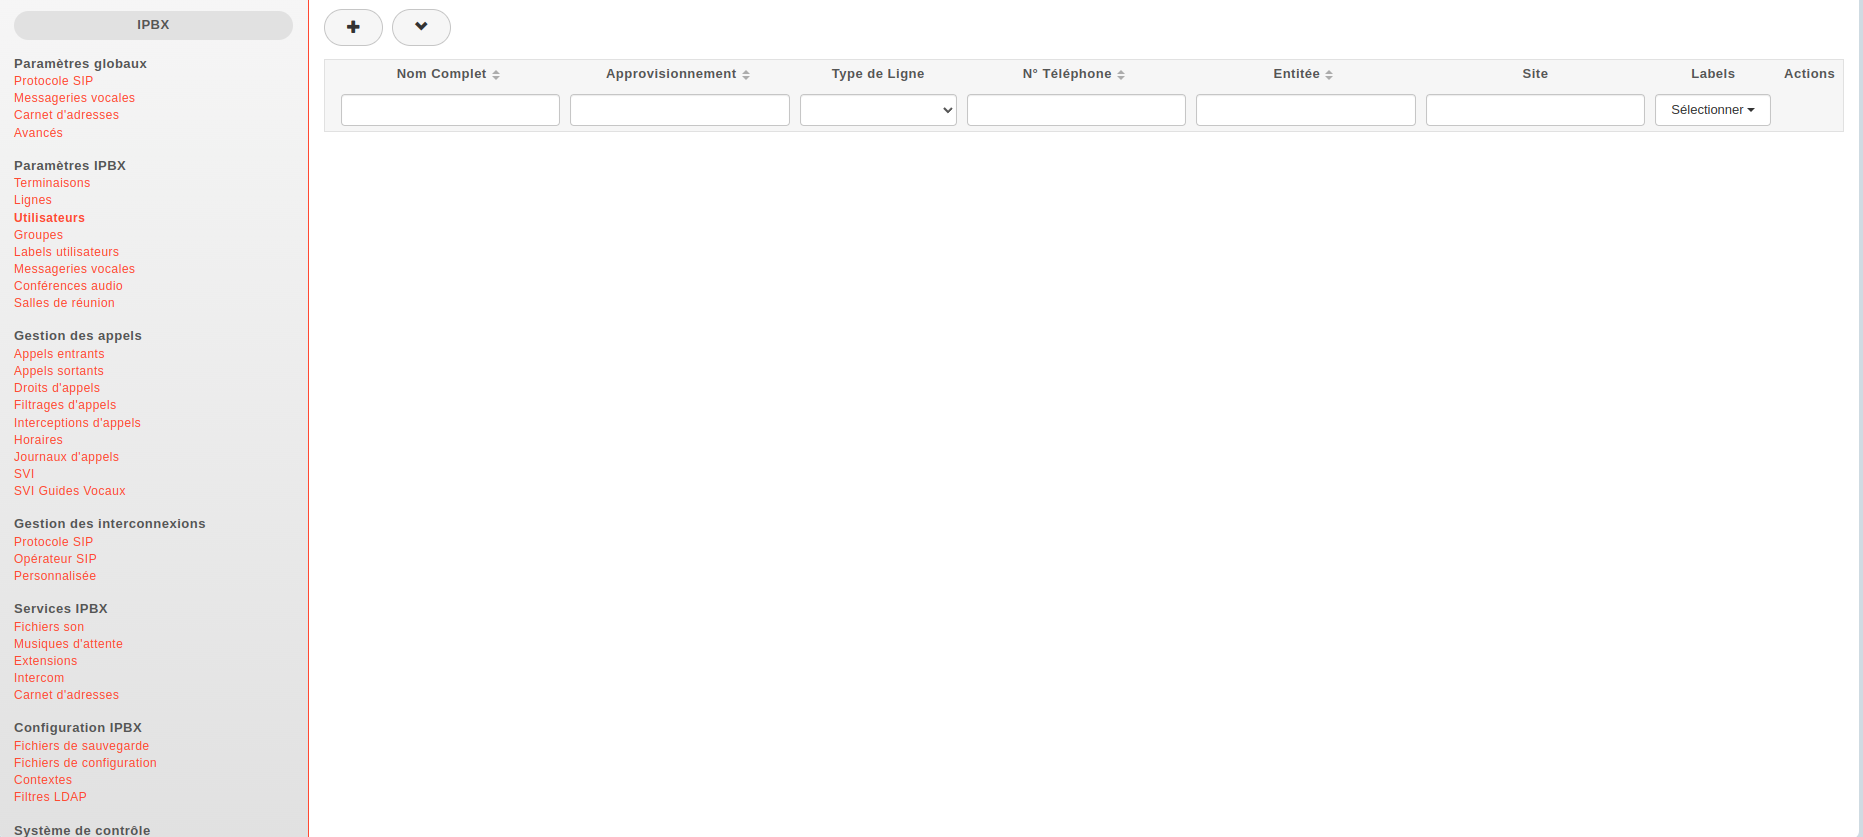 IPBX
Paramètres globaux
Protocole SIP
Messageries vocales
Carnet d'adresses
Avancés
Paramètres IPBX
Terminaisons
Lignes
Utilisateurs
Groupes
Labels utilisateurs
Messageries vocales
Conférences audio
Salles de réunion
Gestion des appels
Appels entrants
Appels sortants
Droits d'appels
Filtrages d'appels
Interceptions d'appels
Horaires
Journaux d'appels
SVI
SVI Guides Vocaux
Gestion des interconnexions
Protocole SIP
Opérateur SIP
Personnalisée
Services IPBX
Fichiers son
Musiques d'attente
Extensions
Intercom
Carnet d'adresses
Configuration IPBX
Fichiers de sauvegarde
Fichiers de configuration
Contextes
Filtres LDAP
Système de contrôle
Nom Complet Approvisionnement Type de Ligne N° Téléphone Entitée Site Labels Actions
Sélectionner